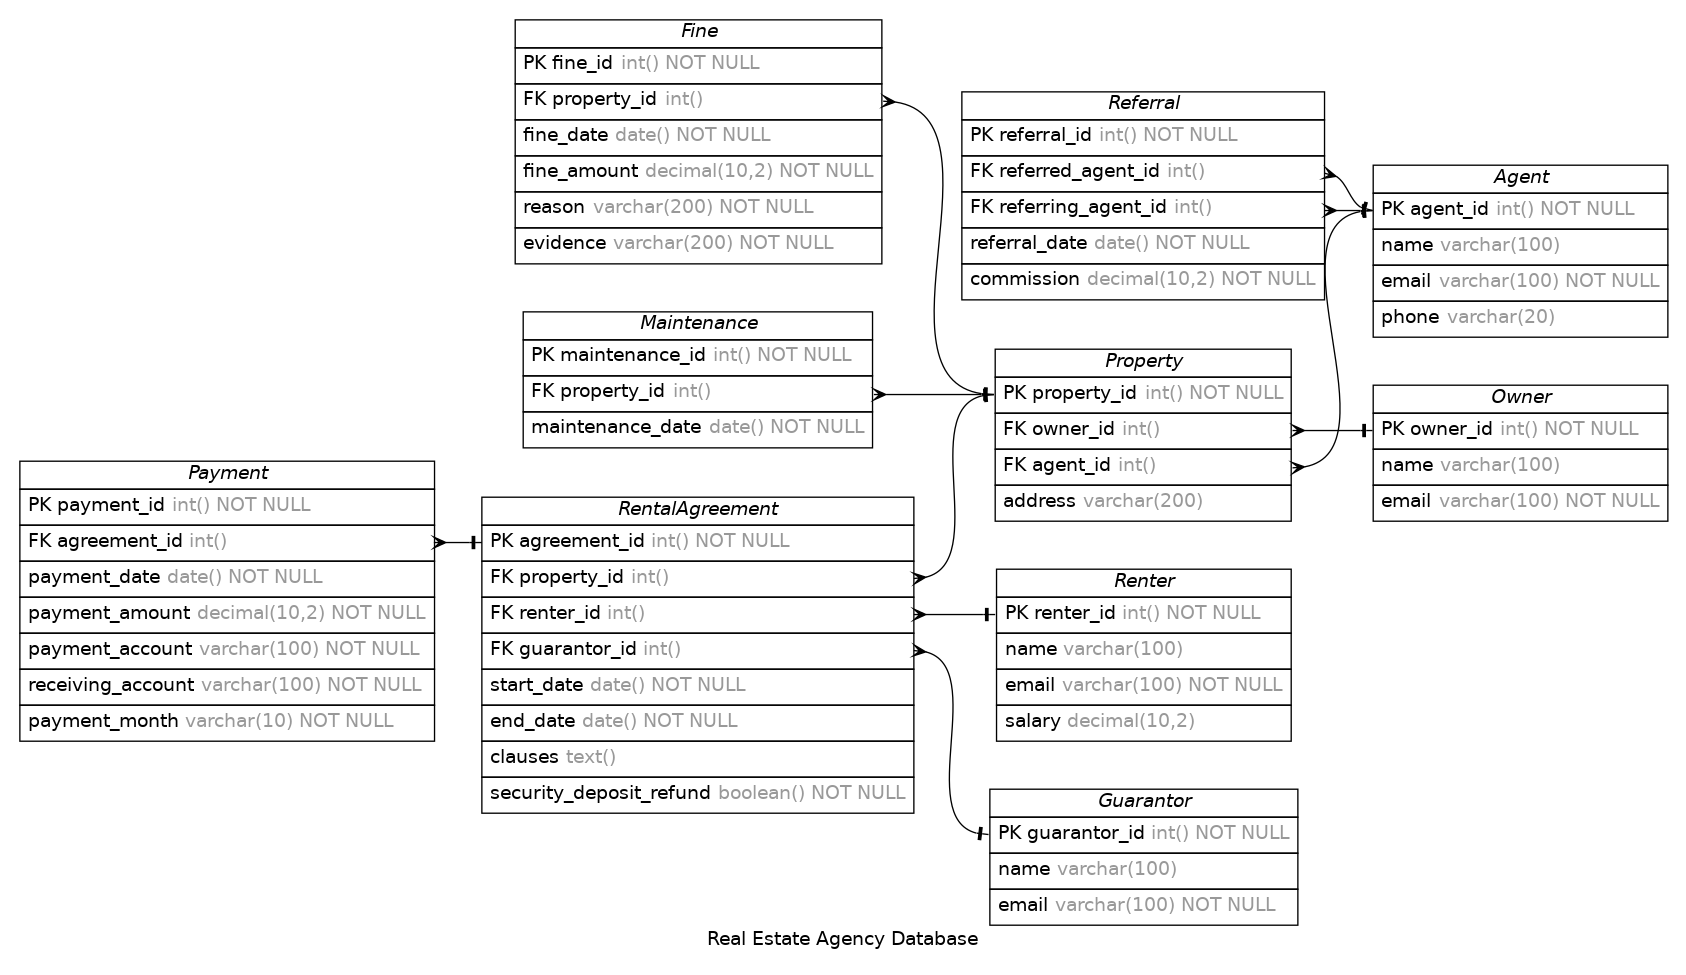 Fine
PK fine_id int() NOT NULL
FK property_id int()
fine_date date() NOT NULL
fine_amount decimal(10,2) NOT NULL
reason varchar(200) NOT NULL
evidence varchar(200) NOT NULL
Referral
PK referral_id int() NOT NULL
FK referred_agent_id int()
FK referring_agent_id int()
referral_date date() NOT NULL
commission decimal(10,2) NOT NULL
Agent
PK agent_id int() NOT NULL
name varchar(100)
email varchar(100) NOT NULL
phone varchar(20)
Maintenance
PK maintenance_id int() NOT NULL
FK property_id int()
maintenance_date date() NOT NULL
Property
PK property_id int() NOT NULL
FK owner_id int()
FK agent_id int()
address varchar(200)
Owner
PK owner_id int() NOT NULL
name varchar(100)
email varchar(100) NOT NULL
Payment
PK payment_id int() NOT NULL
FK agreement_id int()
payment_date date() NOT NULL
payment_amount decimal(10,2) NOT NULL
payment_account varchar(100) NOT NULL
receiving_account varchar(100) NOT NULL
payment_month varchar(10) NOT NULL
RentalAgreement
PK agreement_id int() NOT NULL
FK property_id int()
FK renter_id int()
FK guarantor_id int()
start_date date() NOT NULL
end_date date() NOT NULL
clauses text()
security_deposit_refund boolean() NOT NULL
Renter
PK renter_id int() NOT NULL
name varchar(100)
email varchar(100) NOT NULL
salary decimal(10,2)
Guarantor
PK guarantor_id int() NOT NULL
name varchar(100)
email varchar(100) NOT NULL
Real Estate Agency Database